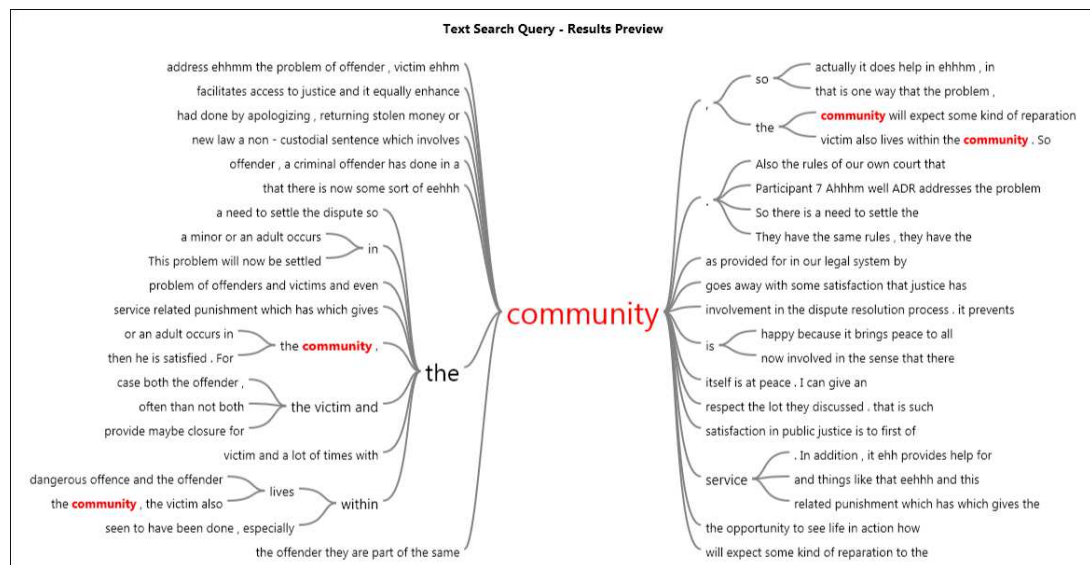 Text Search Query - Results Preview
address ehhmm the problem of offender , victim ehhm
facilitates access to justice and it equally enhance
had done by apologizing , returning stolen money or
new law a non - custodial sentence which involves
offender , a criminal offender has done in a
that there is now some sort of eehhh
a need to settle the dispute so
a minor or an adult occurs
This problem will now be settled
in
problem of offenders and victims and even
service related punishment which has which gives
or an adult occurs in
then he is satisfied . For
the community ,
case both the offender ,
often than not both
provide maybe closure for
the victim and
victim and a lot of times with
dangerous offence and the offender
the community , the victim also
lives
seen to have been done , especially
within
the
the offender they are part of the same
community
,
so
actually it does help in ehhhm , in
that is one way that the problem ,
the
community will expect some kind of reparation
victim also lives within the community . So
.
Also the rules of our own court that
Participant 7 Ahhhm well ADR addresses the problem
So there is a need to settle the
They have the same rules , they have the
as provided for in our legal system by
goes away with some satisfaction that justice has
involvement in the dispute resolution process . it prevents
is
happy because it brings peace to all
now involved in the sense that there
itself is at peace . I can give an
respect the lot they discussed . that is such
satisfaction in public justice is to first of
service
. In addition , it ehh provides help for
and things like that eehhh and this
related punishment which has which gives the
the opportunity to see life in action how
will expect some kind of reparation to the